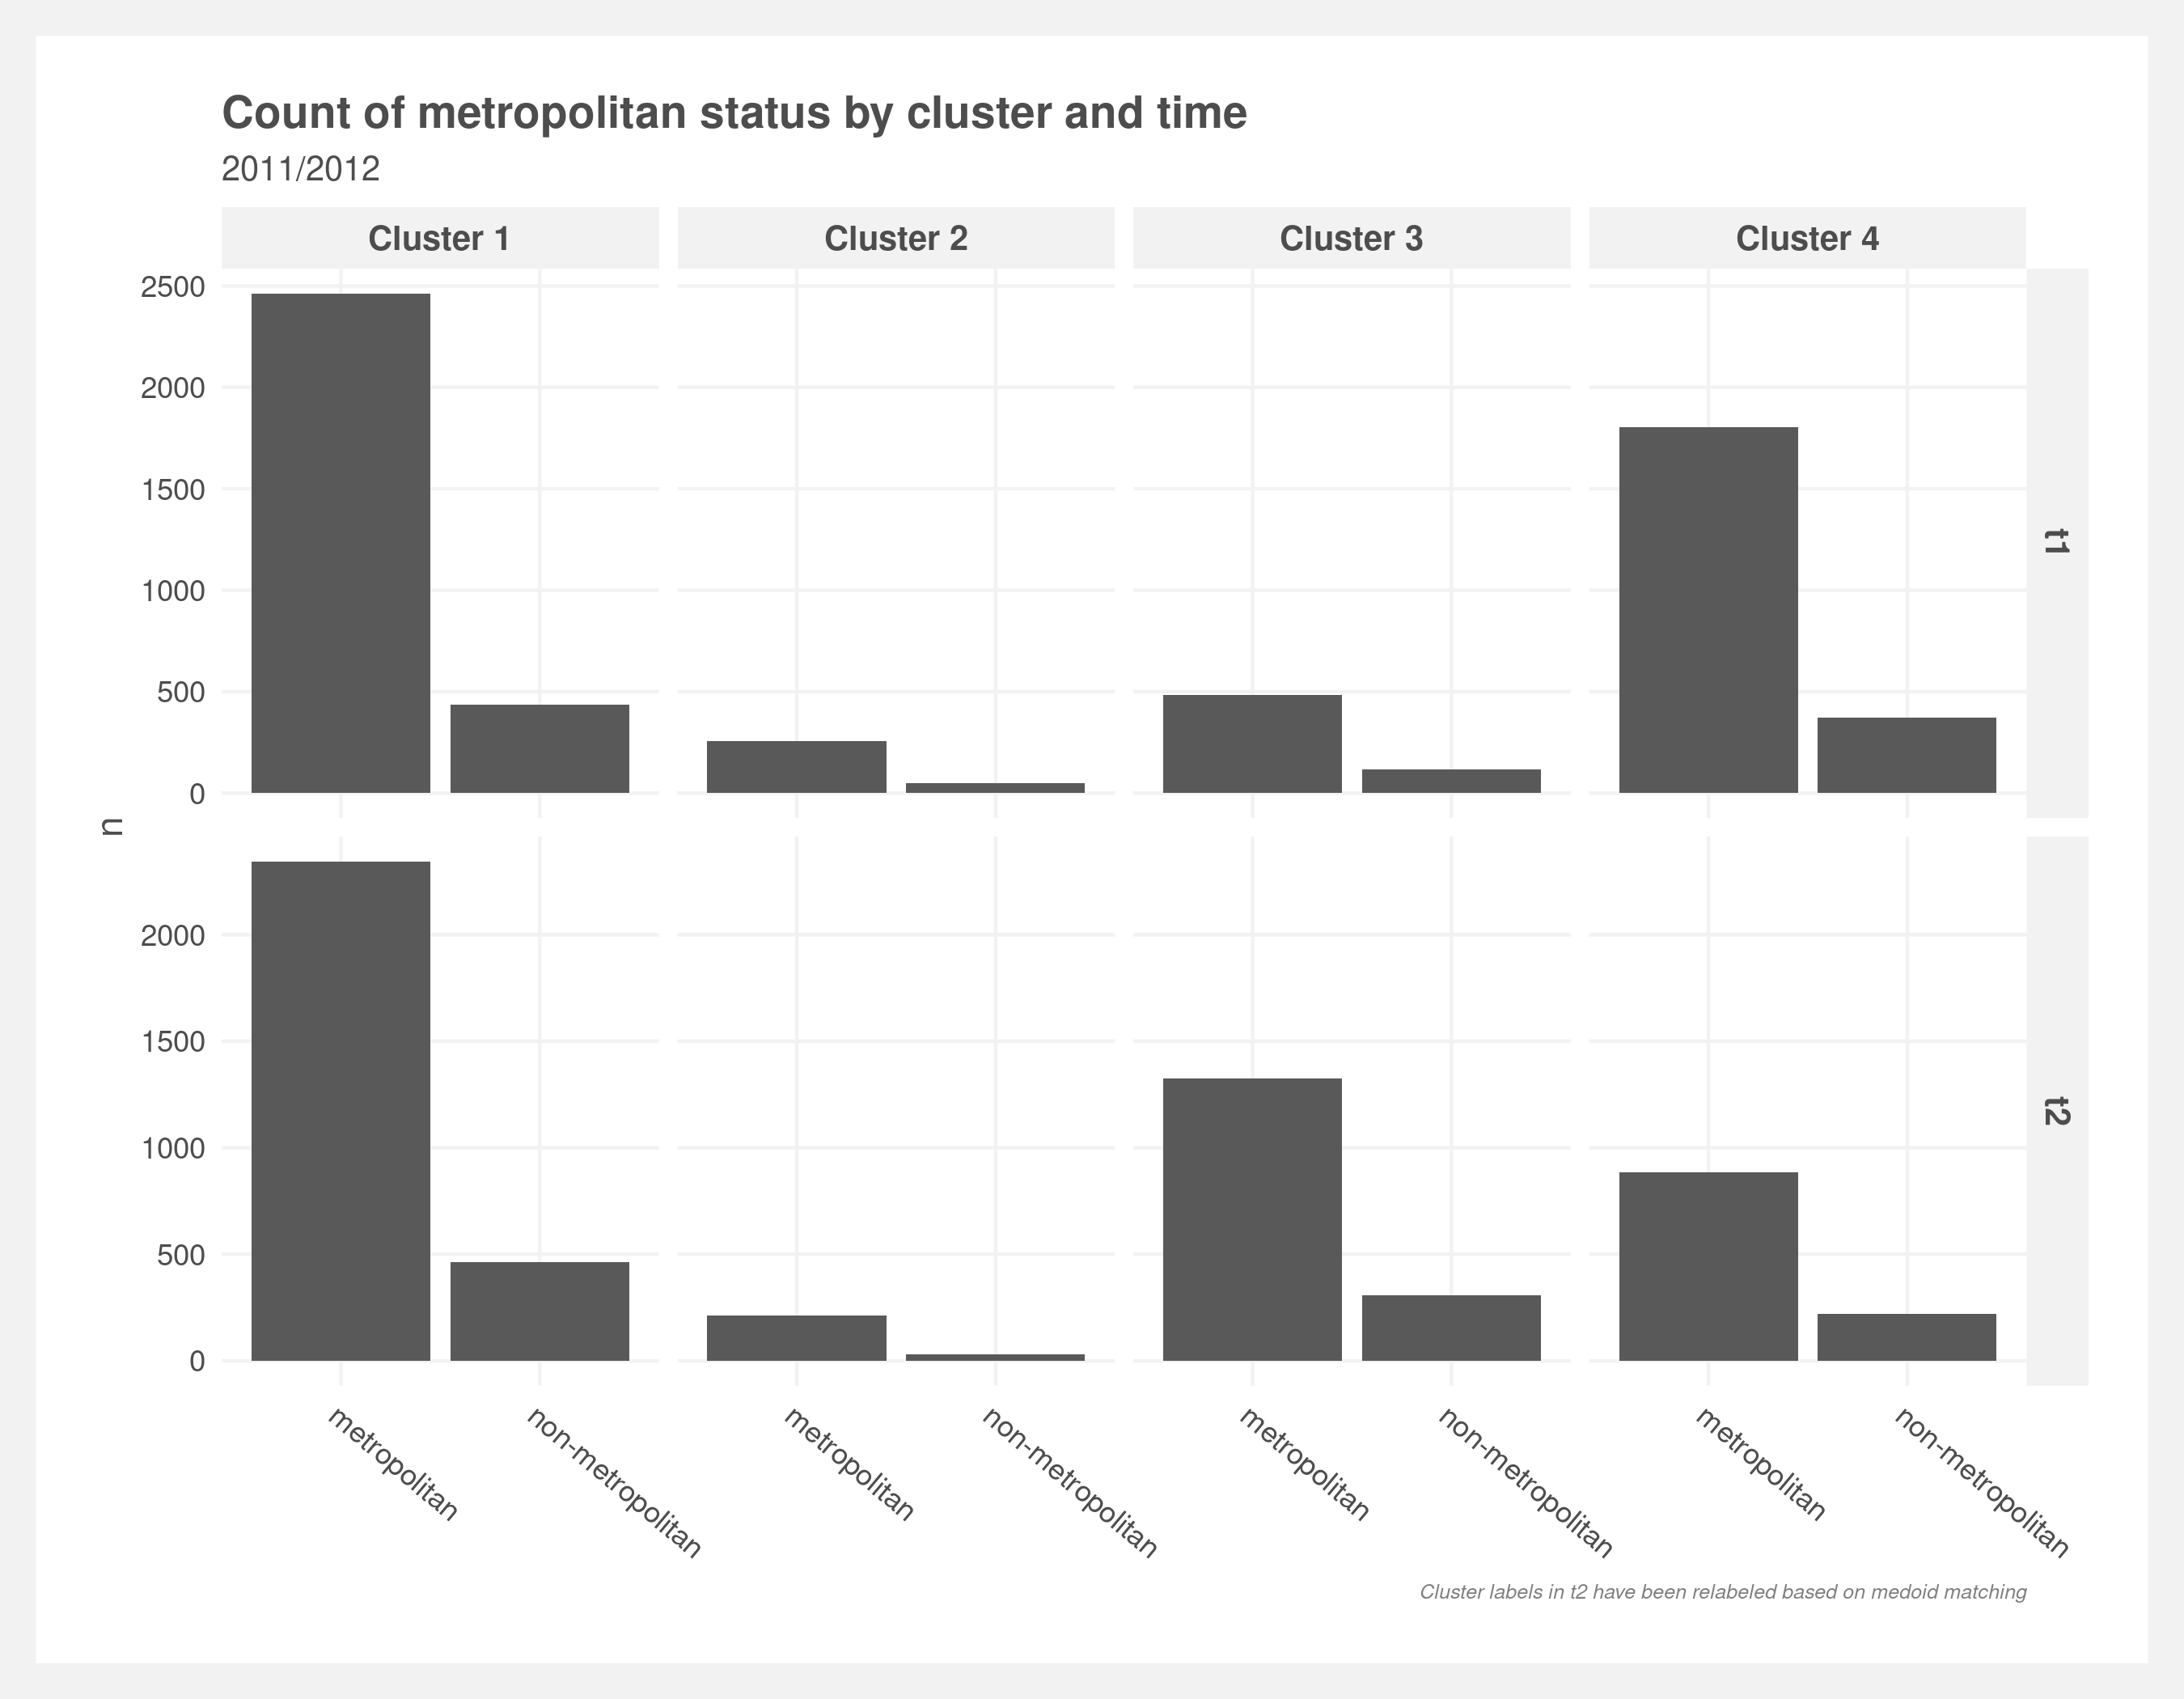 Count of metropolitan status by cluster and time
2011/2012
Cluster 1 Cluster 2 Cluster 3 Cluster 4
2500
2000
1500
1000
500
0
t1
n
2000
1500
1000
500
0
t2
metropolitan non-metropolitan metropolitan non-metropolitan metropolitan non-metropolitan metropolitan non-metropolitan
Cluster labels in t2 have been relabeled based on medoid matching